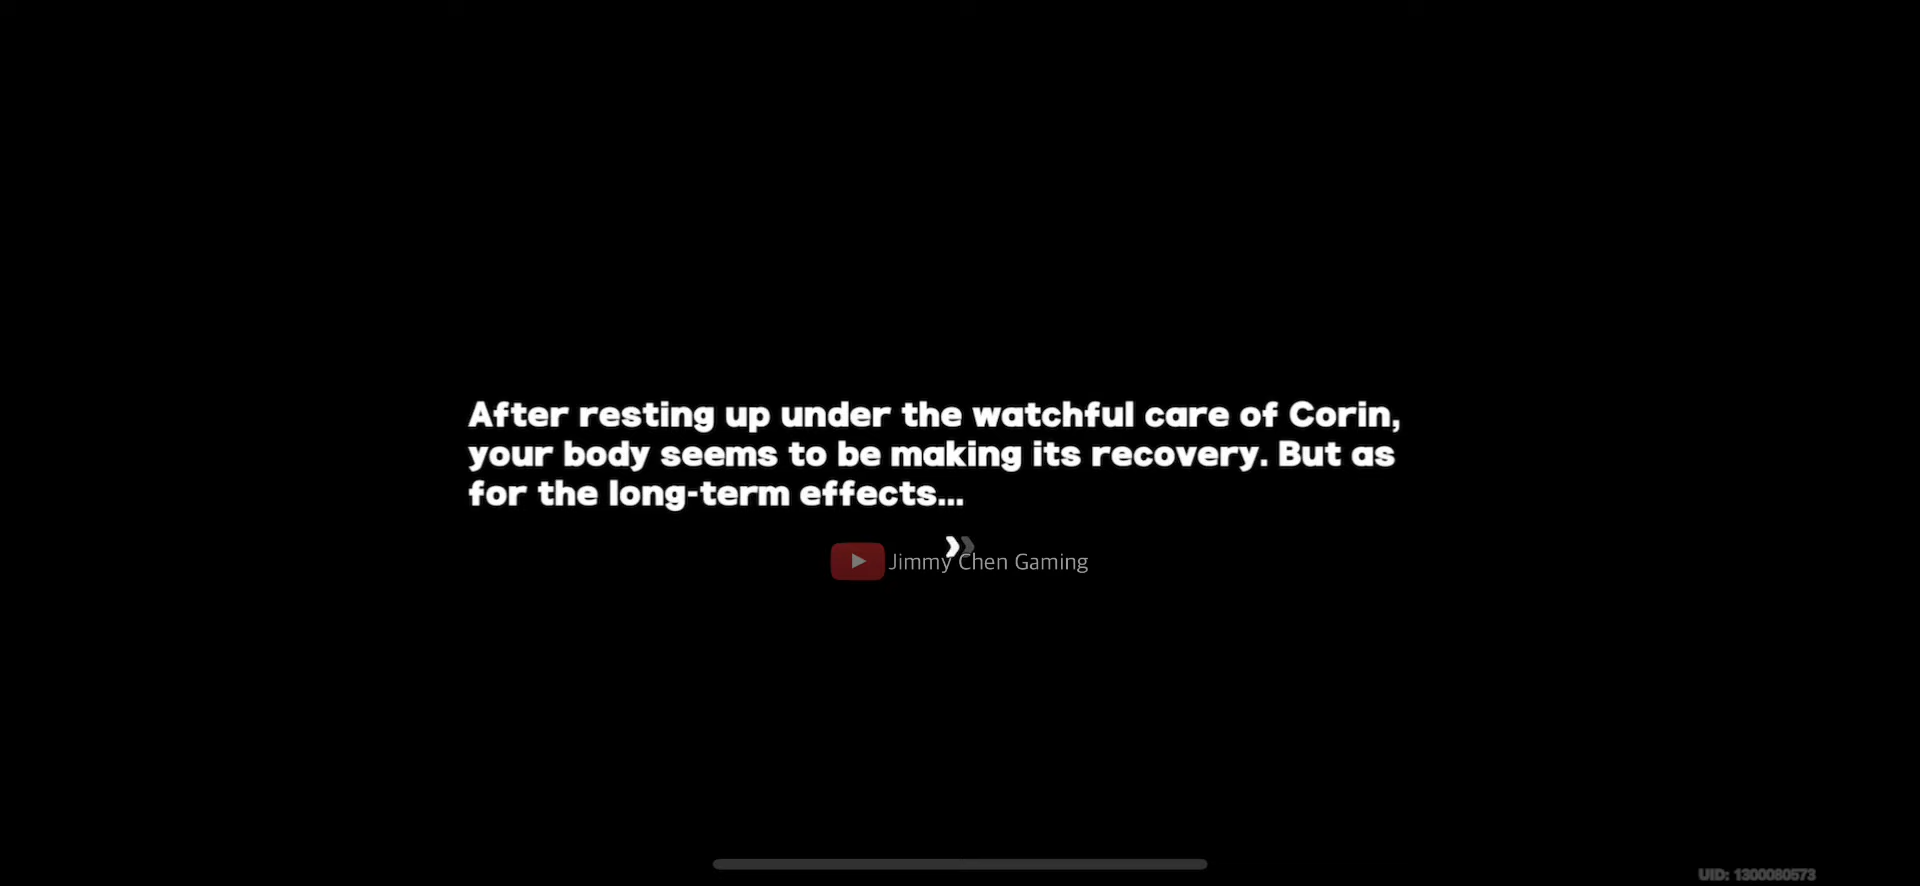 After resting up under the watchful care of Corin,
your body seems to be making its recovery. But as
for the long-term effects...
Jimmy Chen Gaming
UID: 1300080573